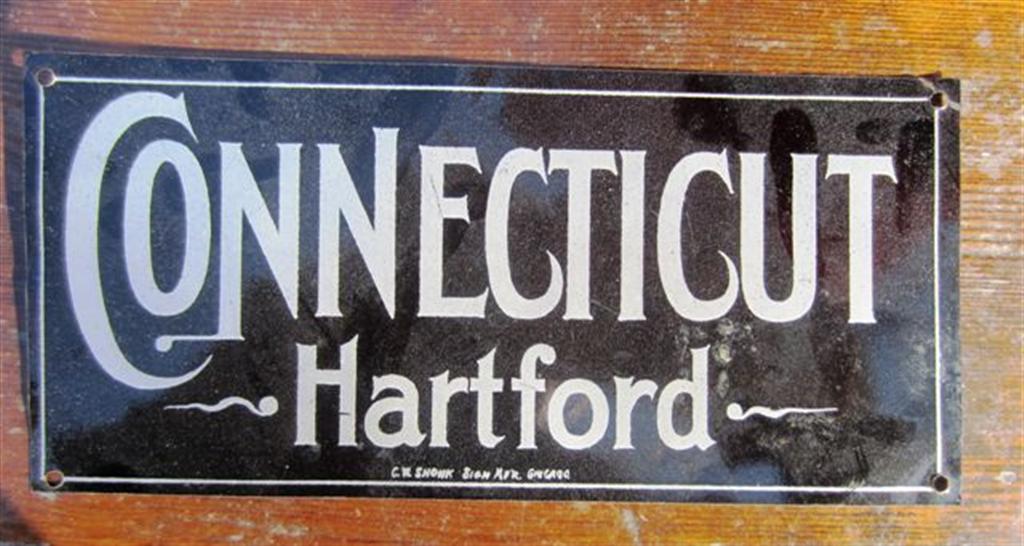 CONNECTICUT
Hartford
C.W. SHONK SIGN MFR. CHICAGO